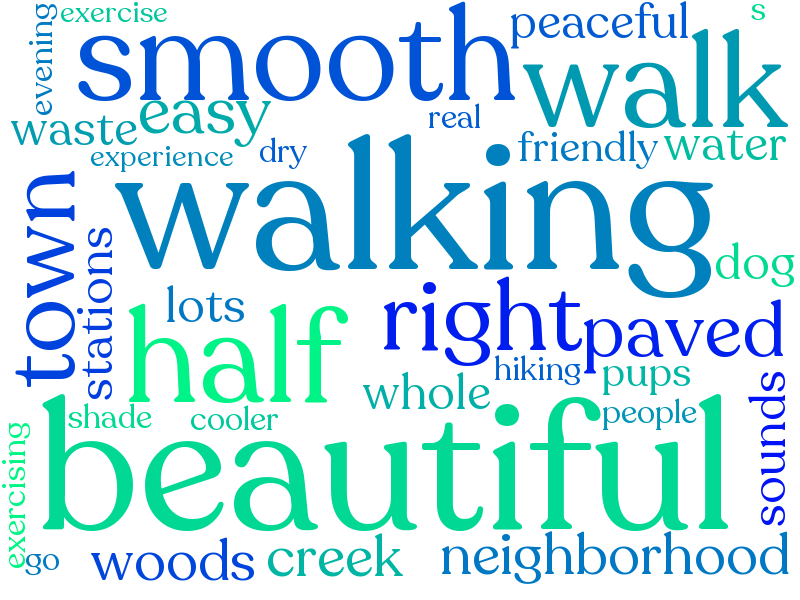 exercise
s
evening
smooth
peaceful
walk
easy
waste
real
friendly
water
experience
dry
walking
town
stations
dog
lots
half
right
paved
hiking
pups
whole
people
shade
cooler
beautiful
sounds
exercising
go
woods
creek
neighborhood